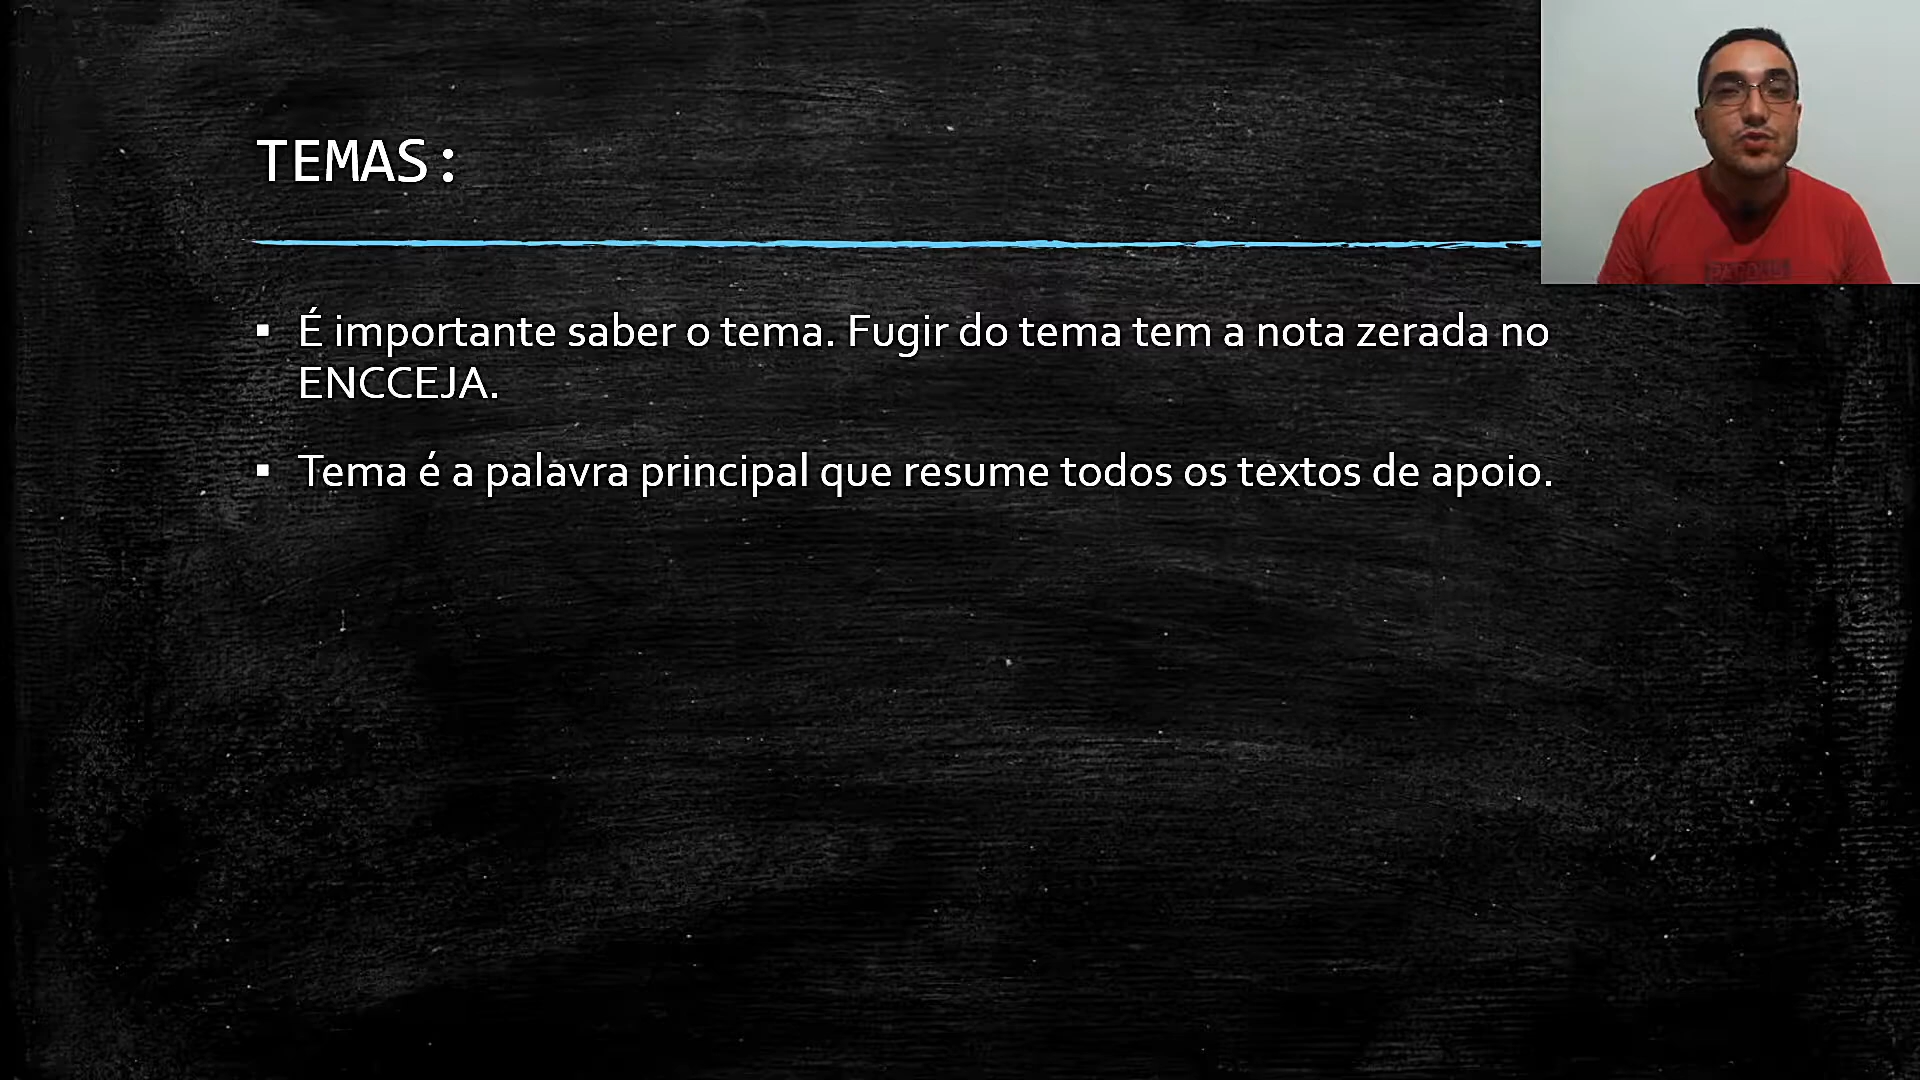 TEMAS:
É importante saber o tema. Fugir do tema tem a nota zerada no
ENCCEJA.
Tema é a palavra principal que resume todos os textos de apoio.